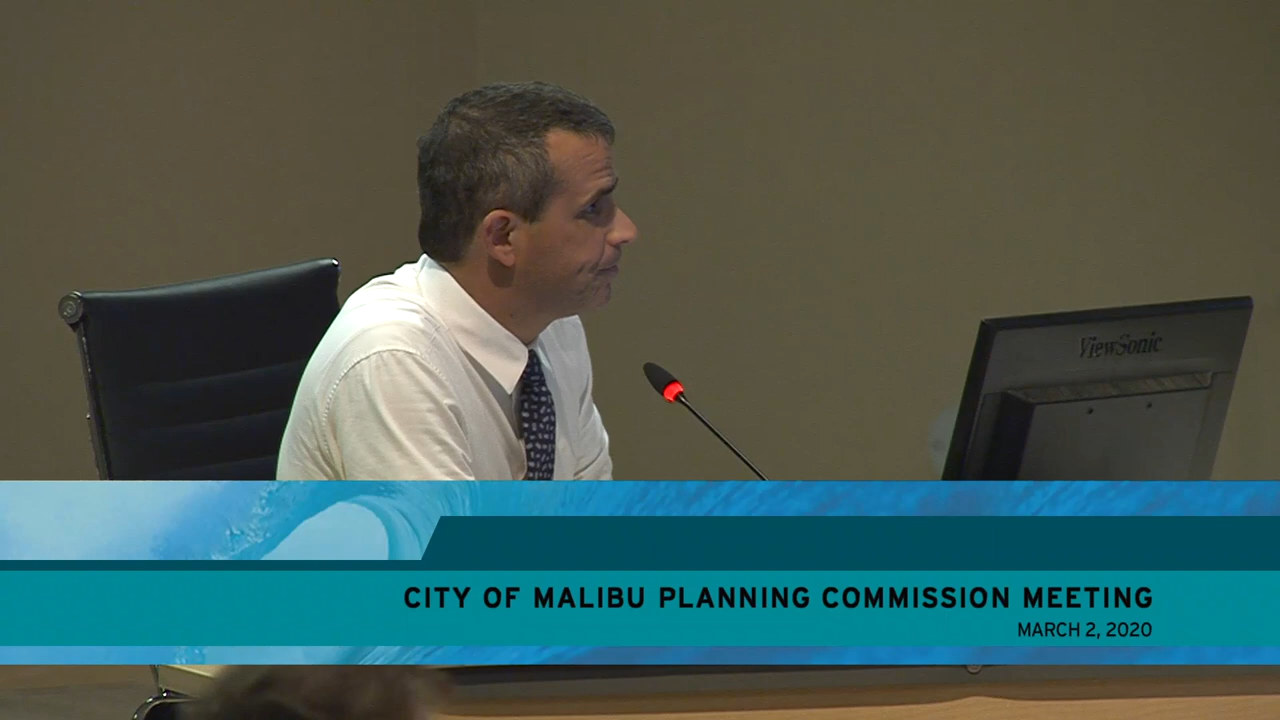 ViewSonic
CITY OF MALIBU PLANNING COMMISSION MEETING
MARCH 2, 2020